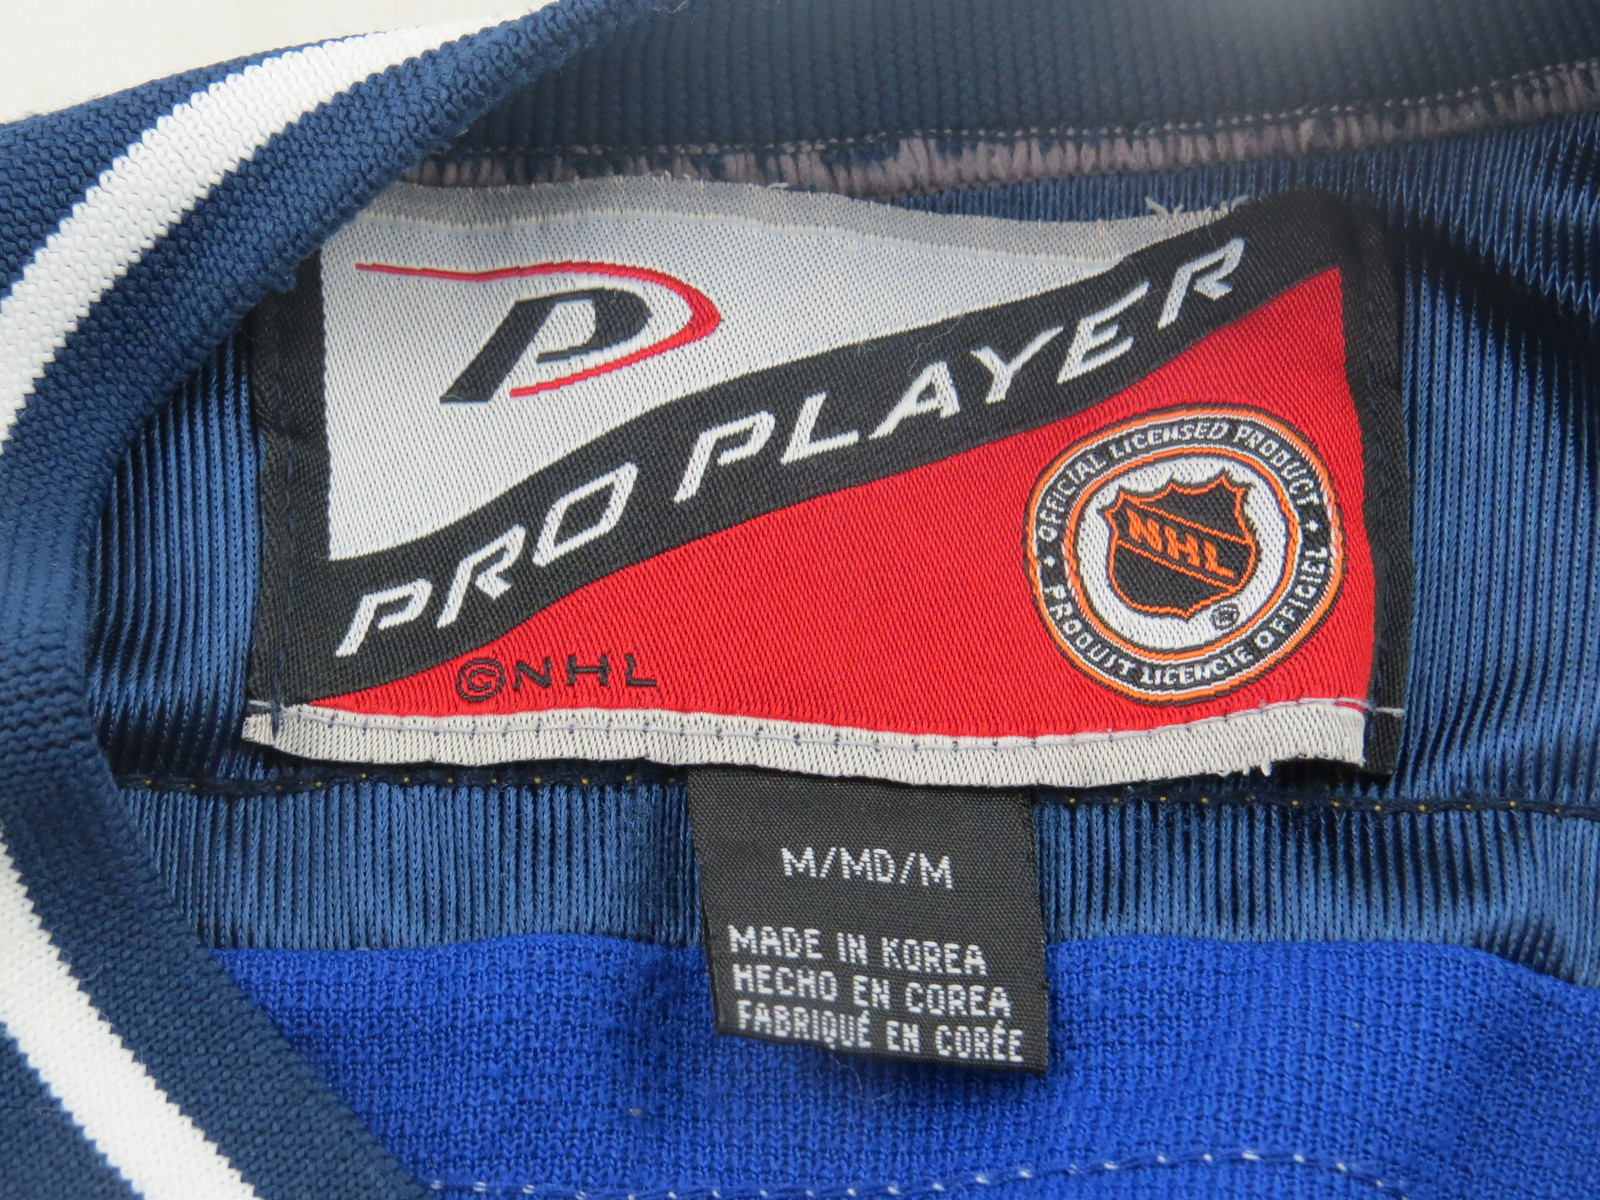 PRO PLAYER
©NHL
OFFICIAL LICENSED PRODUCT
NHL
PRODUIT LICENCIE OFFICIEL
M/MD/M
MADE IN KOREA
HECHO EN COREA
FABRIQUÉ EN CORÉE